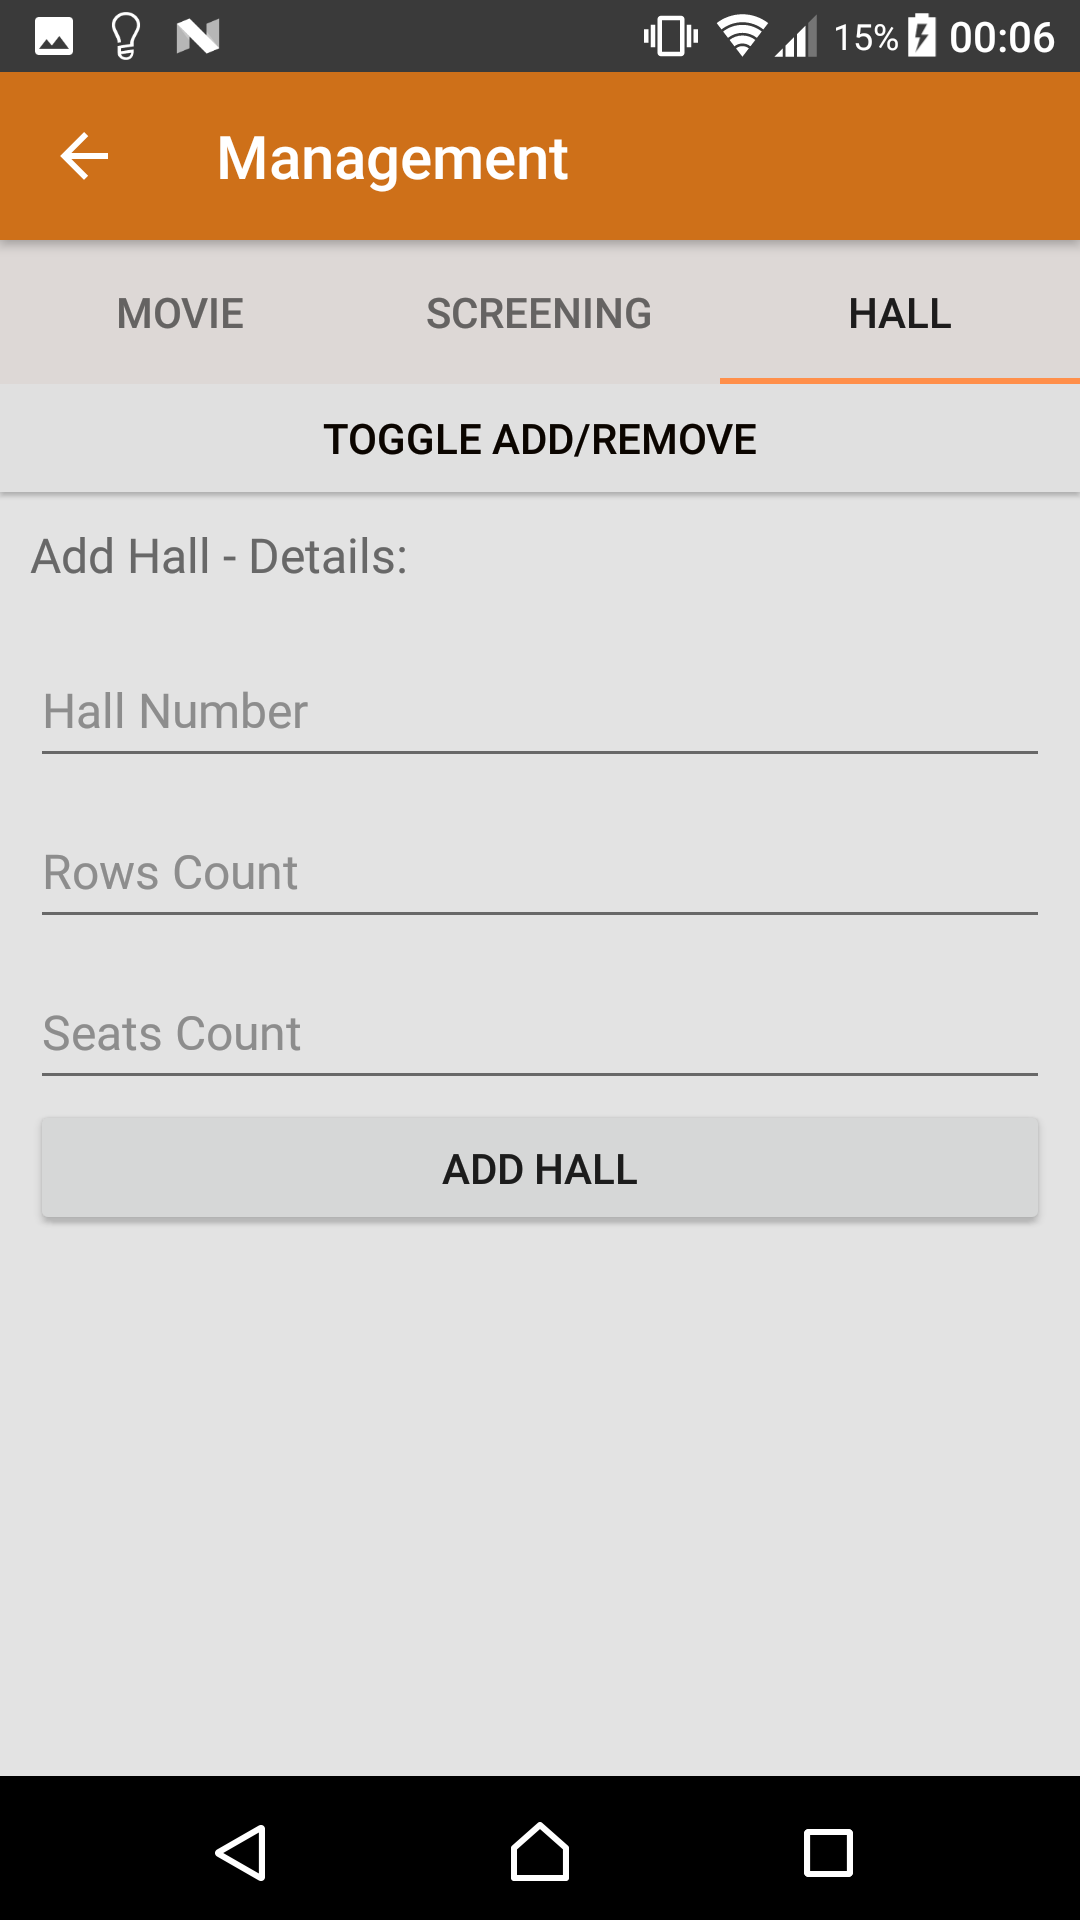 15% 00:06
Management
MOVIE SCREENING HALL
TOGGLE ADD/REMOVE
Add Hall - Details:
Hall Number
Rows Count
Seats Count
ADD HALL